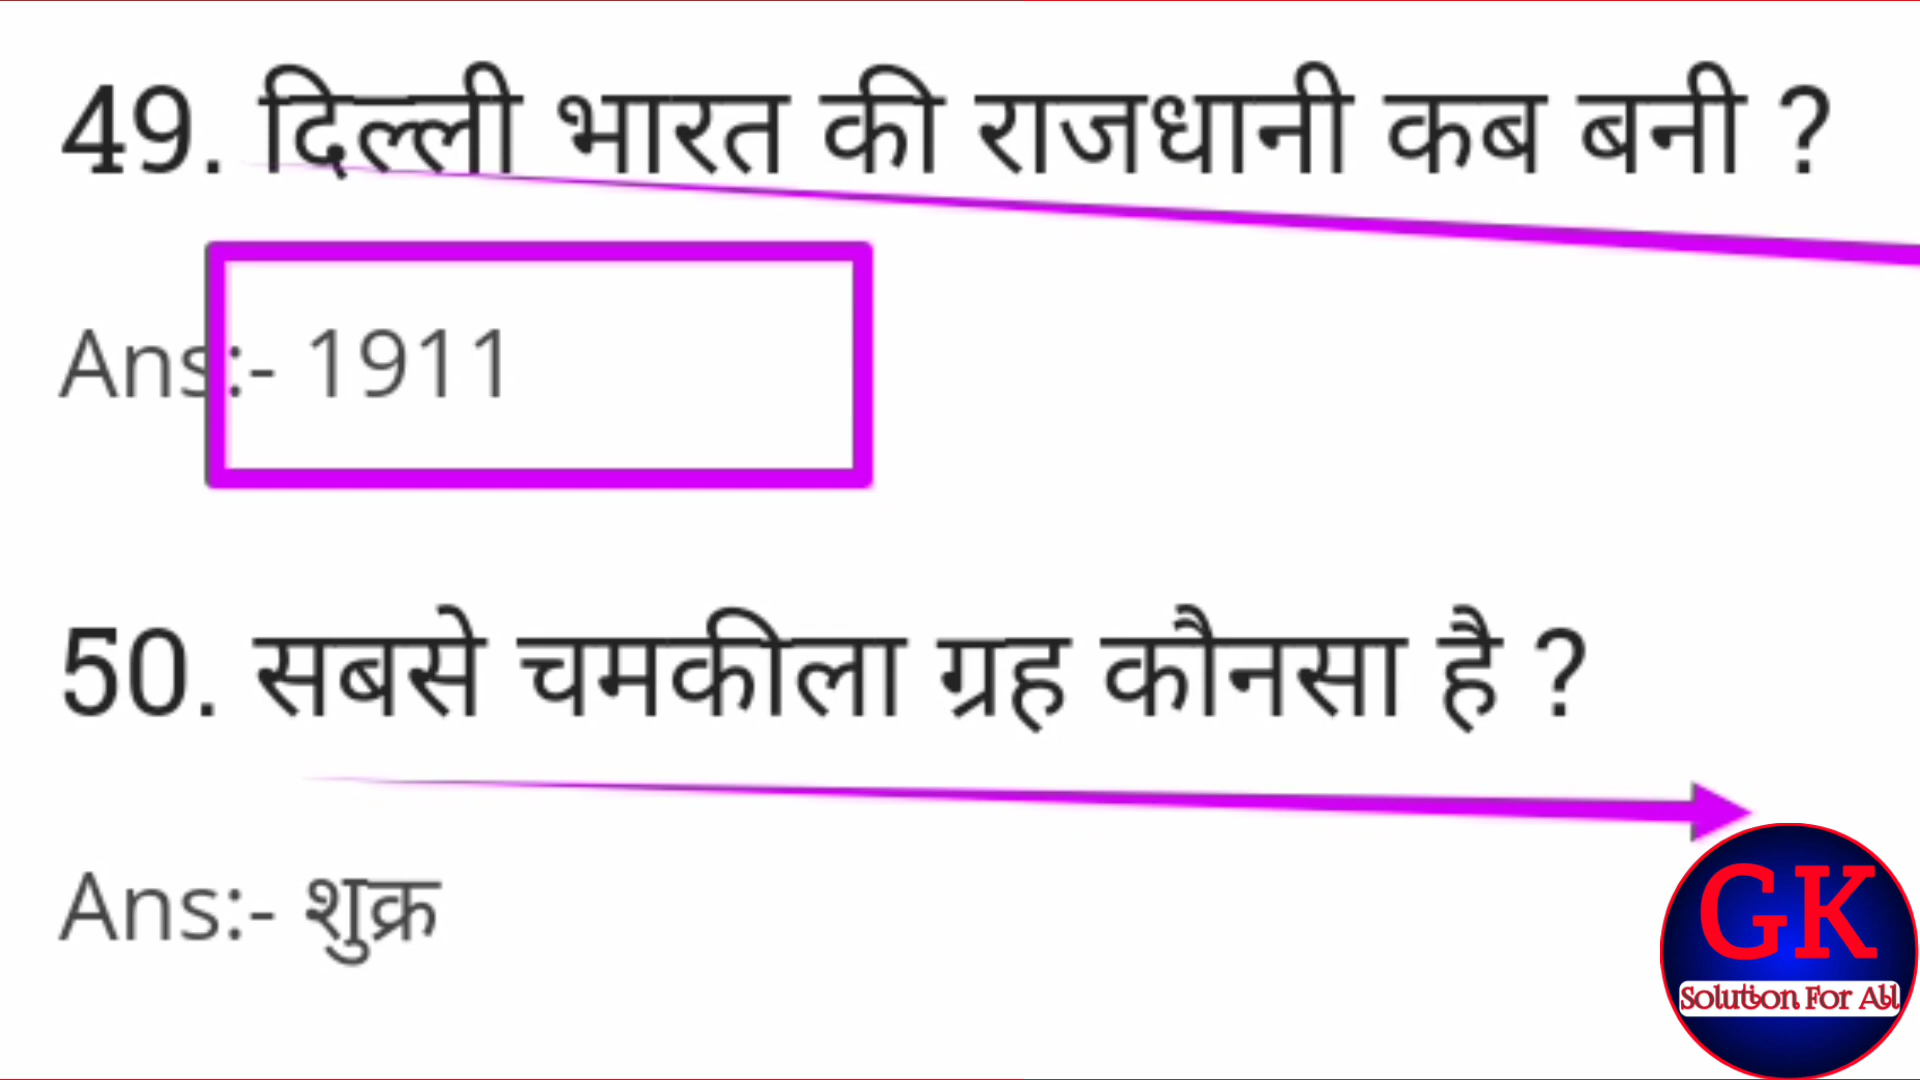 49. दिल्ली भारत की राजधानी कब बनी ?
Ans:- 1911
50. सबसे चमकीला ग्रह कौनसा है ?
Ans:- शुक्र
GK
Solution For All